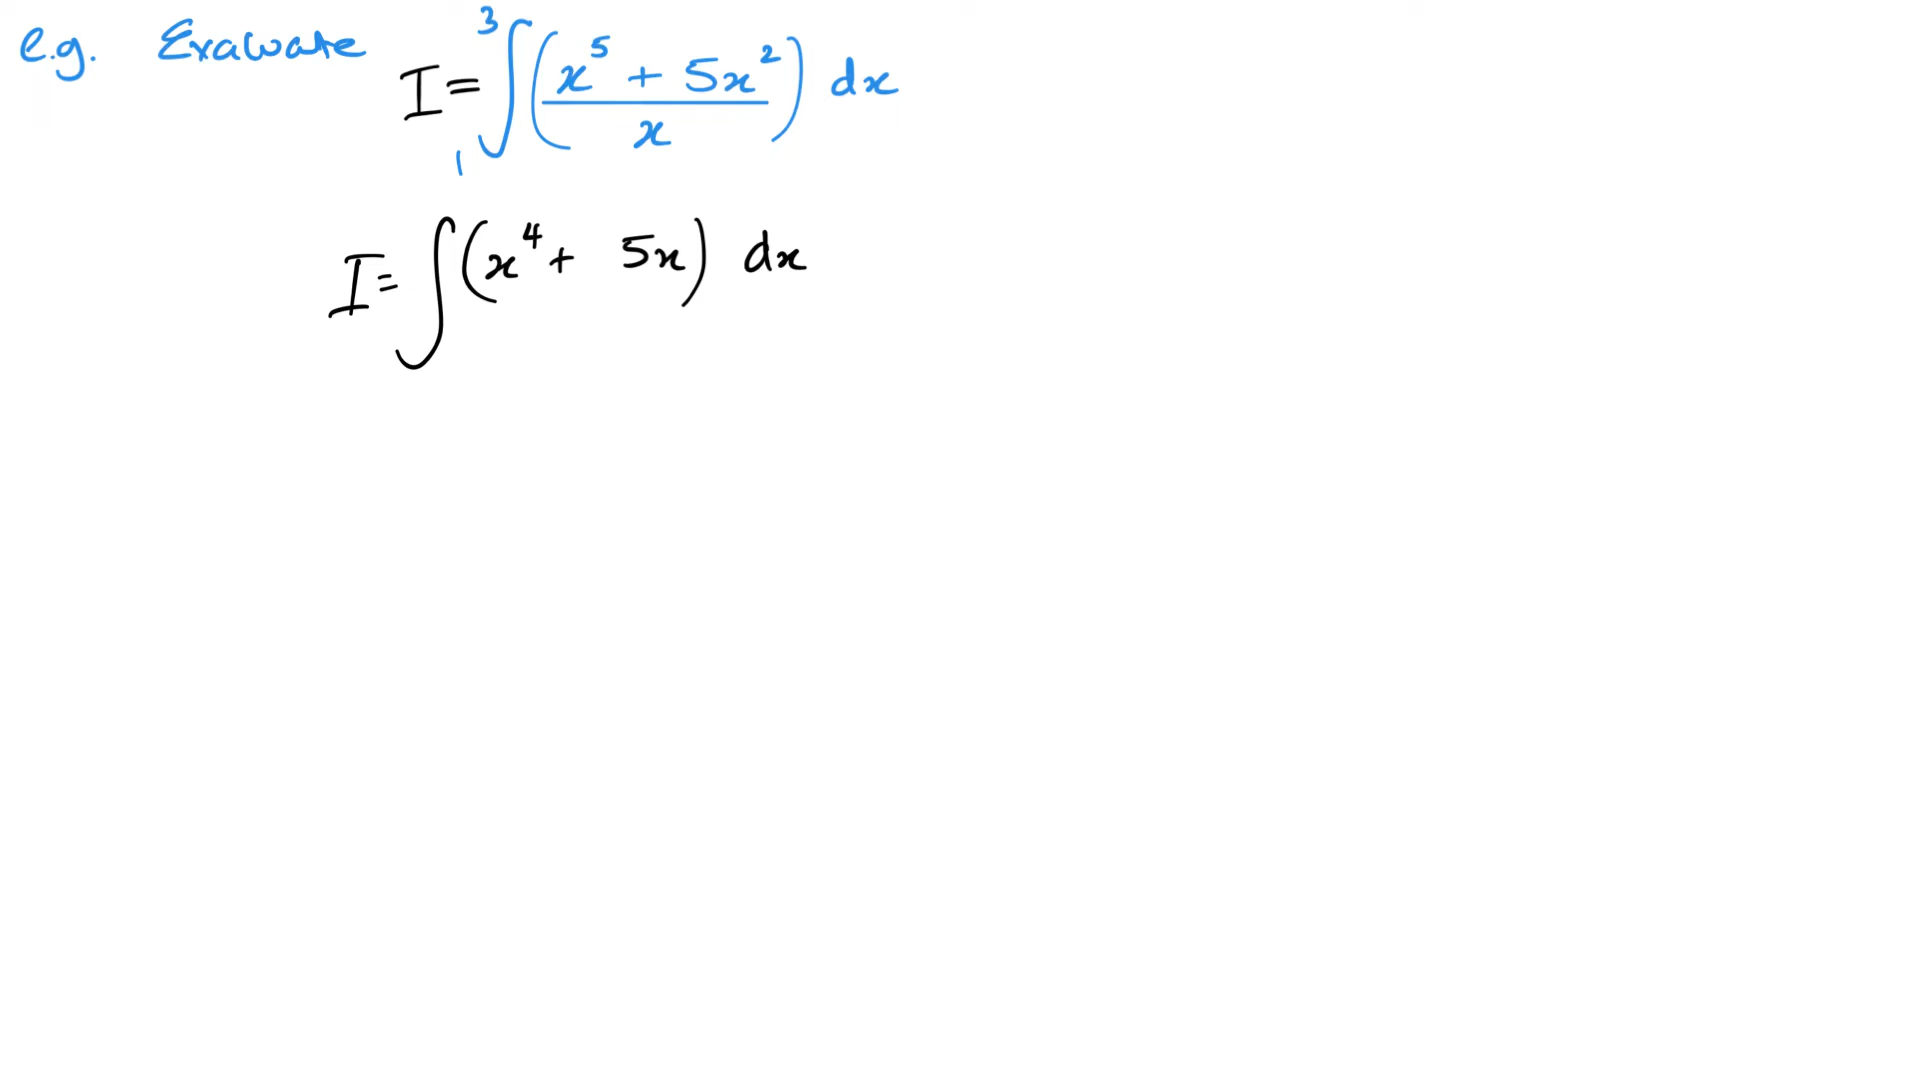 e.g. Evaluate I = ∫₁³ ((x⁵ + 5x²)/x) dx
I = ∫(x⁴ + 5x) dx